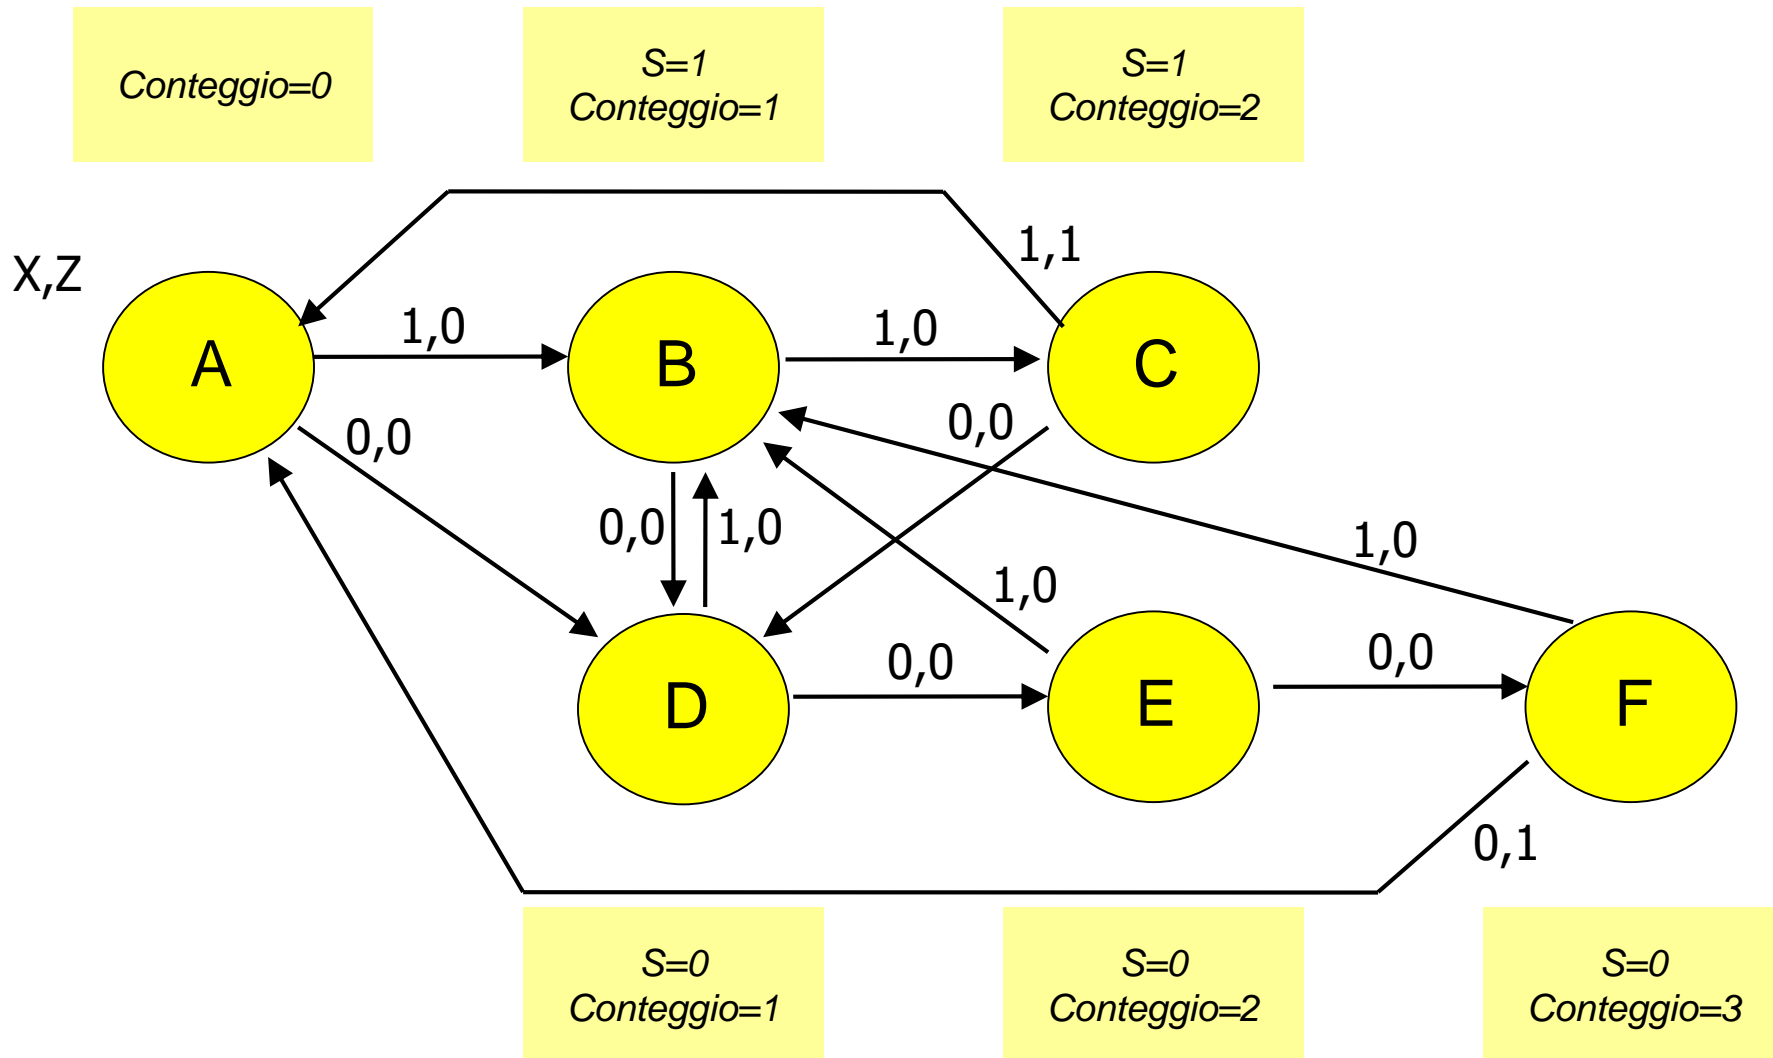 Conteggio=0
S=1
Conteggio=1
S=1
Conteggio=2
X,Z
1,1
A
1,0
B
1,0
C
0,0
0,0
0,0
1,0
1,0
1,0
D
0,0
E
0,0
F
0,1
S=0
Conteggio=1
S=0
Conteggio=2
S=0
Conteggio=3